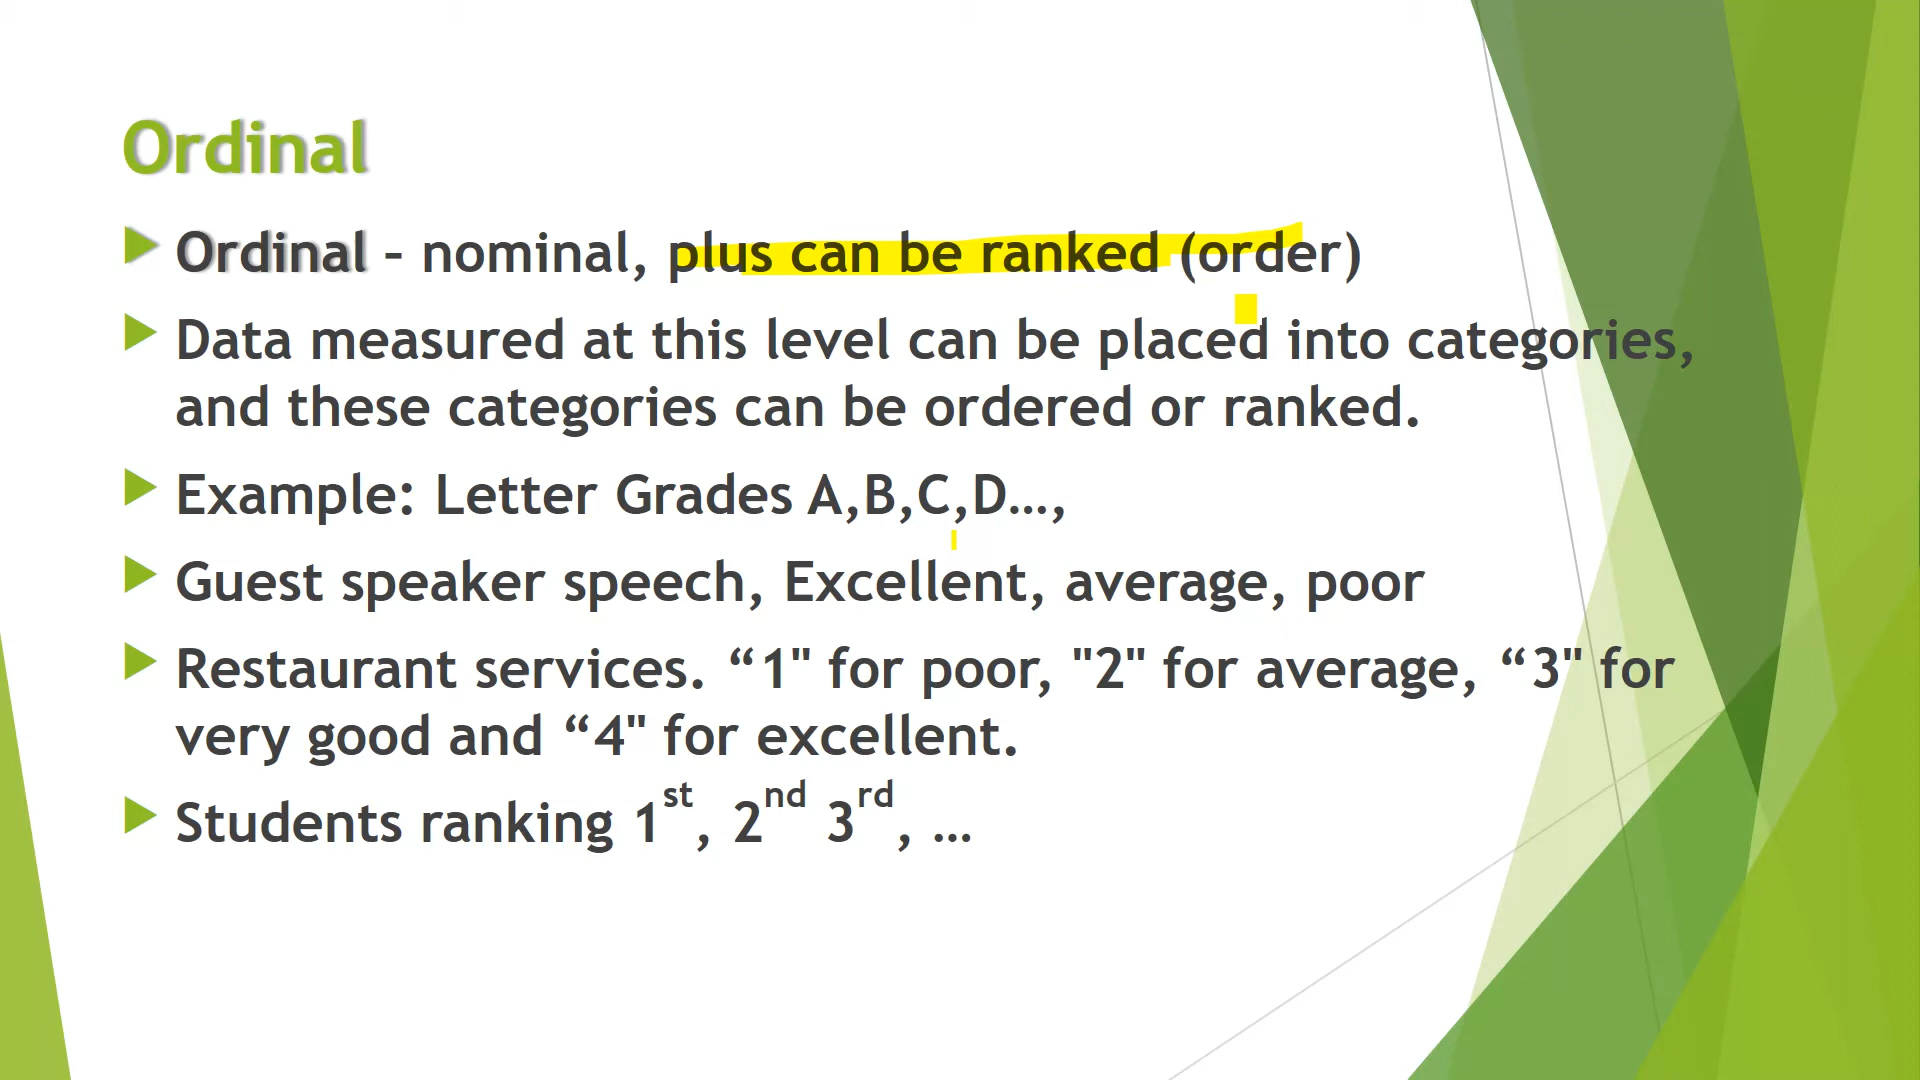 Ordinal
Ordinal – nominal, plus can be ranked (order)
Data measured at this level can be placed into categories,
and these categories can be ordered or ranked.
Example: Letter Grades A,B,C,D…,
Guest speaker speech, Excellent, average, poor
Restaurant services. “1" for poor, "2" for average, “3" for
very good and “4" for excellent.
Students ranking 1st, 2nd 3rd, …